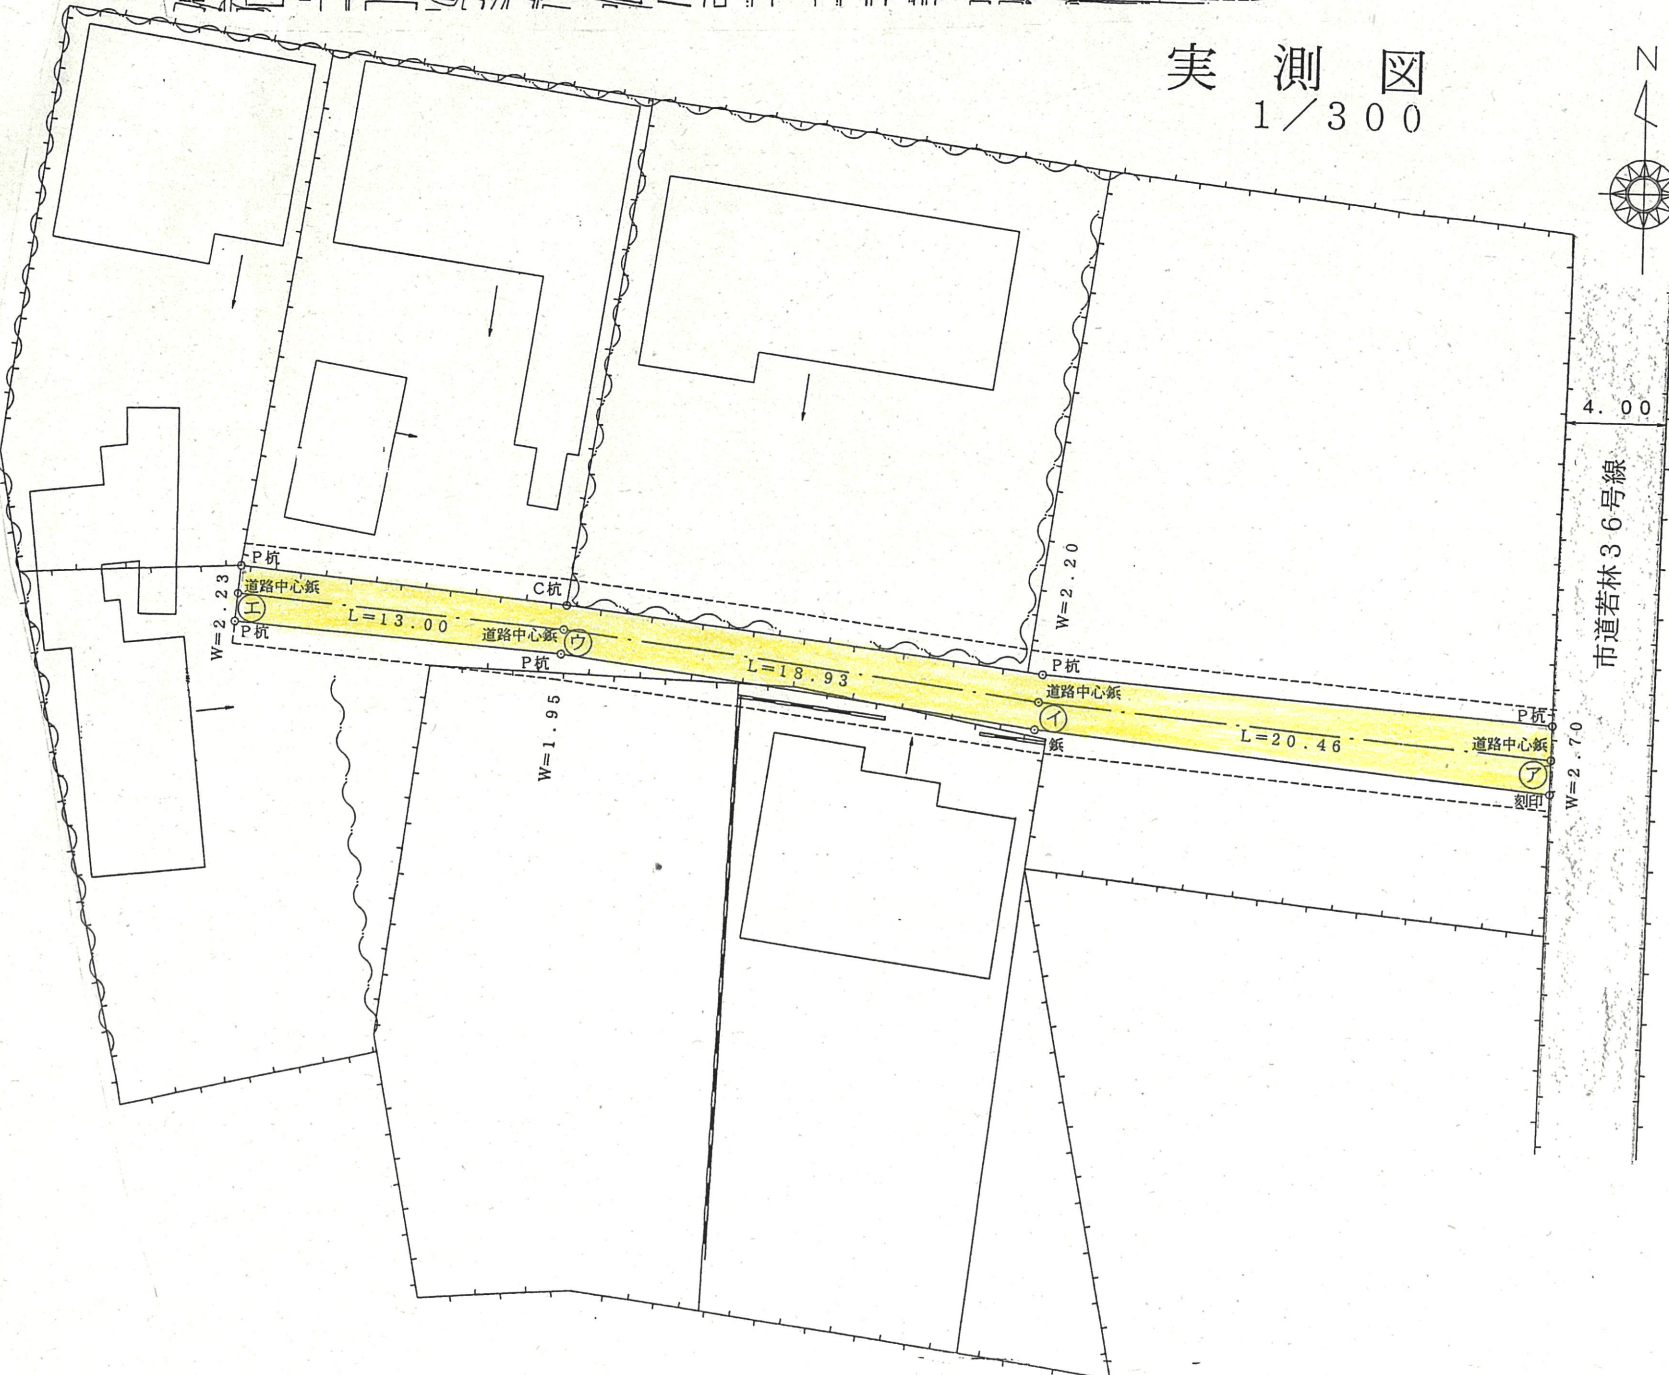 実測図
1/300
N
4.00
市道若林36号線
P杭
道路中心鋲
エ
P杭
W=2.23
L=13.00
C杭
道路中心鋲
ウ
P杭
W=1.95
L=18.93
W=2.20
P杭
道路中心鋲
イ
鋲
L=20.46
P杭
道路中心鋲
ア
刻印
W=2.70